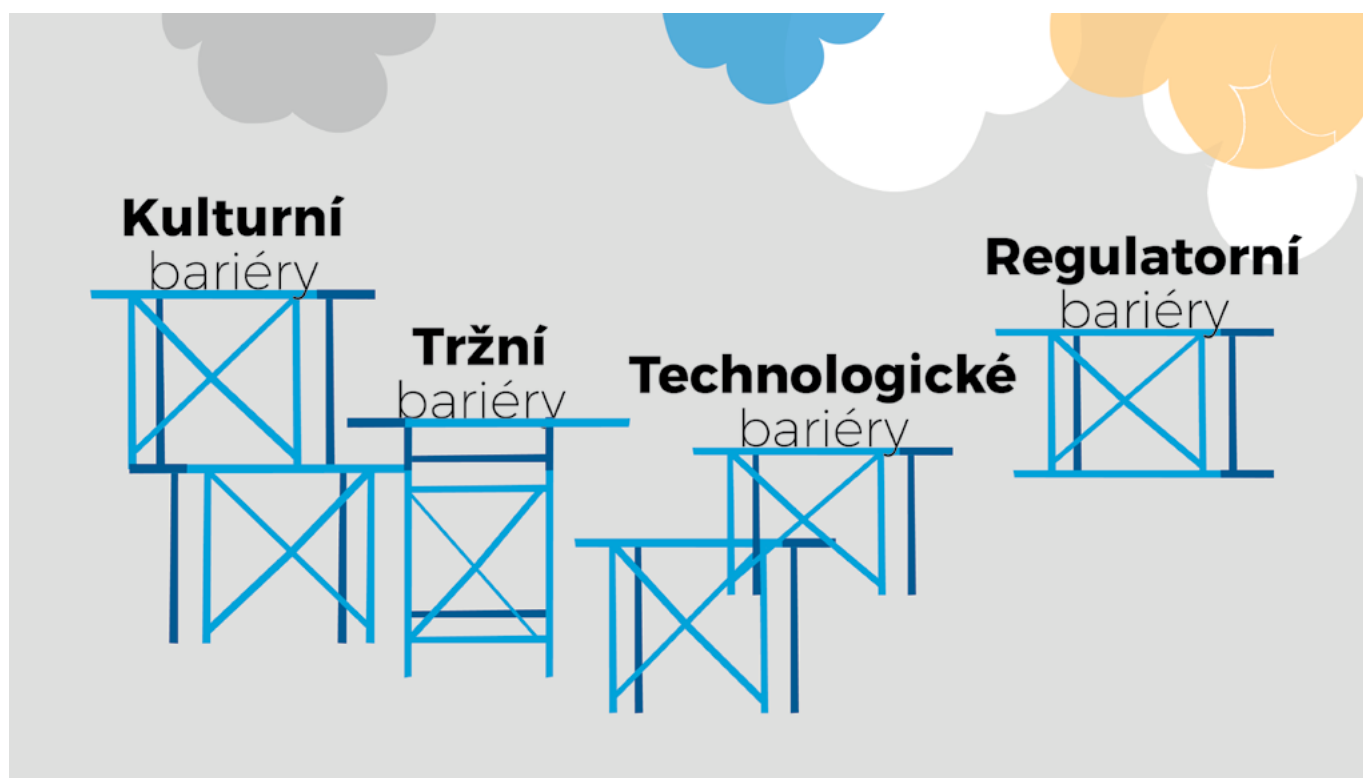 Kulturní
bariéry
Tržní
bariéry
Technologické
bariéry
Regulatorní
bariéry